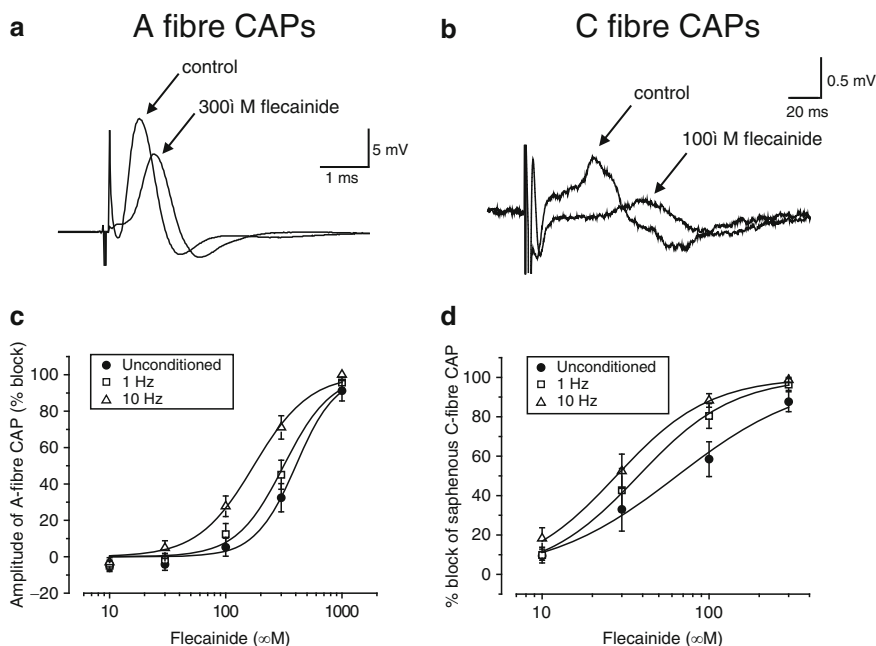 a
A fibre CAPs
control
300ì M flecainide
5 mV
1 ms
b
C fibre CAPs
control
100ì M flecainide
0.5 mV
20 ms
c
Amplitude of A-fibre CAP (% block)
100
80
60
40
20
0
−20
Unconditioned
1 Hz
10 Hz
10
100
1000
Flecainide (∞M)
d
% block of saphenous C-fibre CAP
100
80
60
40
20
0
Unconditioned
1 Hz
10 Hz
10
100
Flecainide (∞M)